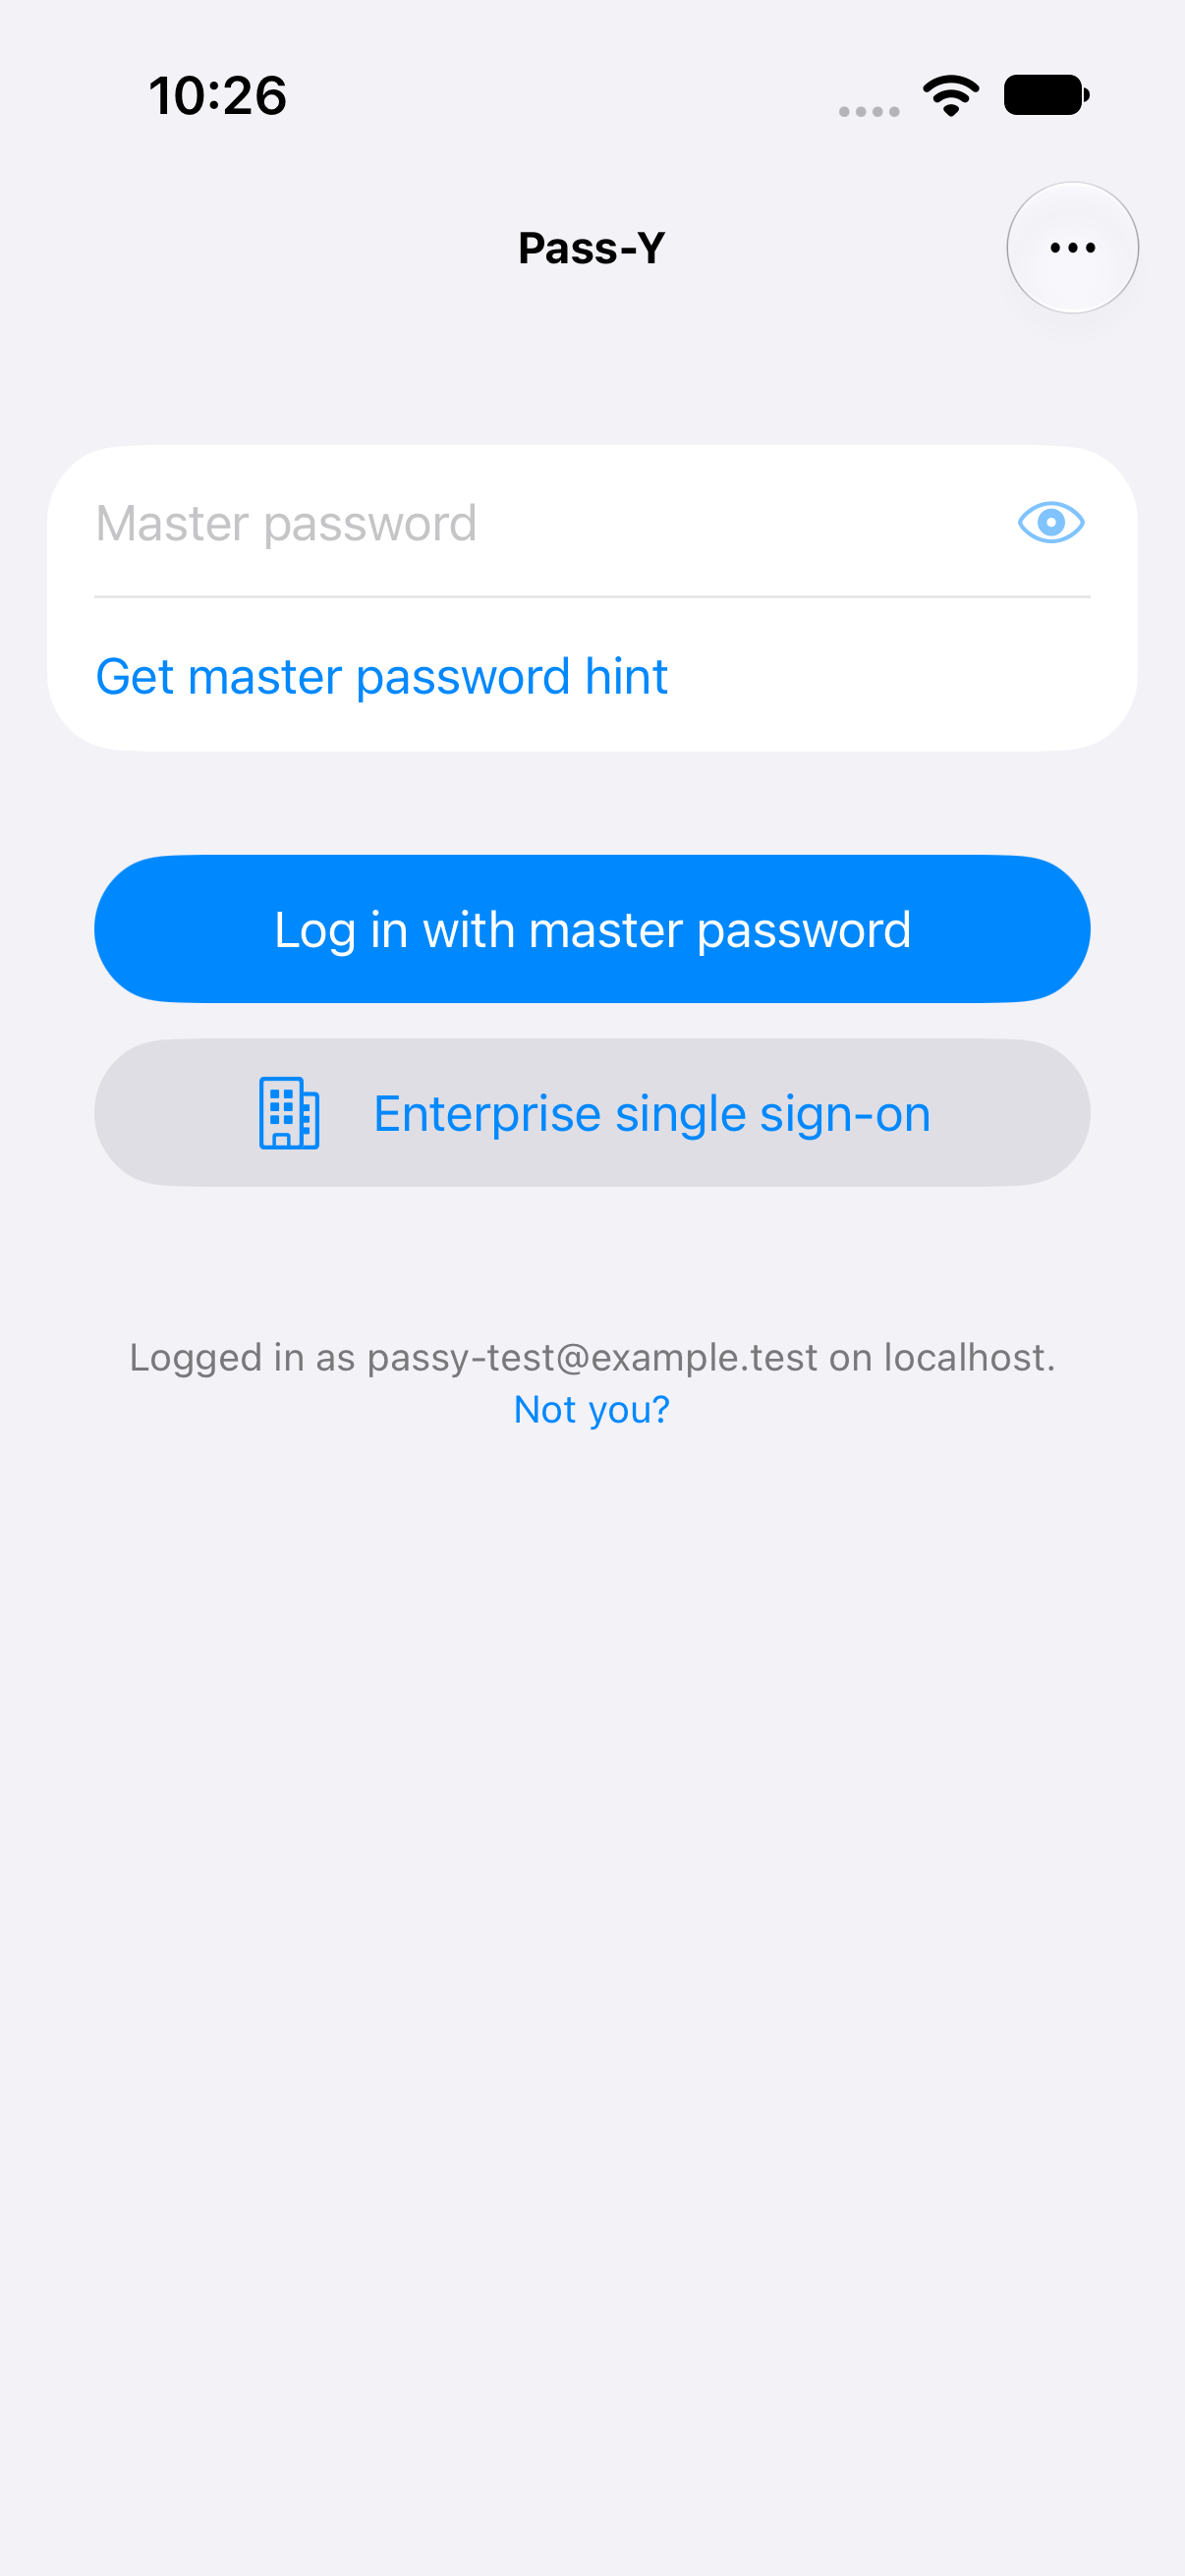 10:26
Pass-Y
Master password
Get master password hint
Log in with master password
Enterprise single sign-on
Logged in as passy-test@example.test on localhost.
Not you?